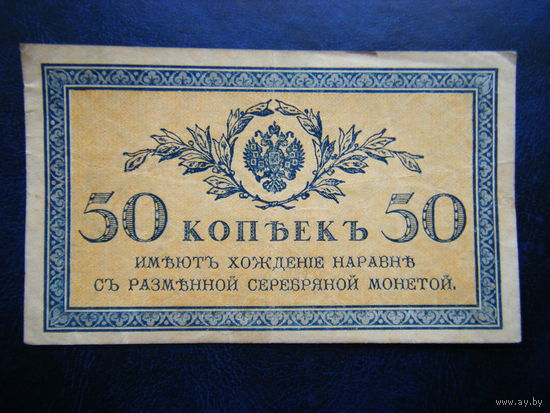 50 КОПѢЕКЪ 50
ИМѢЮТЪ ХОЖДЕНІЕ НАРАВНѢ
СЪ РАЗМѢННОЙ СЕРЕБРЯНОЙ МОНЕТОЙ.
www.ay.by